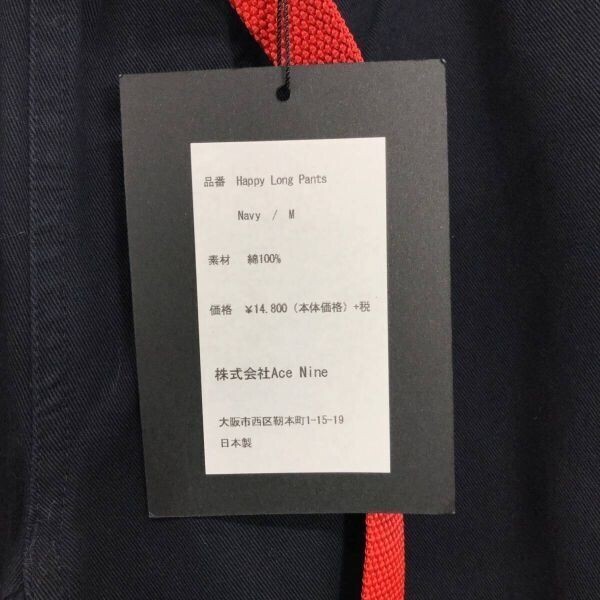 品番 Happy Long Pants
Navy / M
素材 綿100%
価格 ¥14.800 (本体価格)+税
株式会社Ace Nine
大阪市西区靭本町1-15-19
日本製